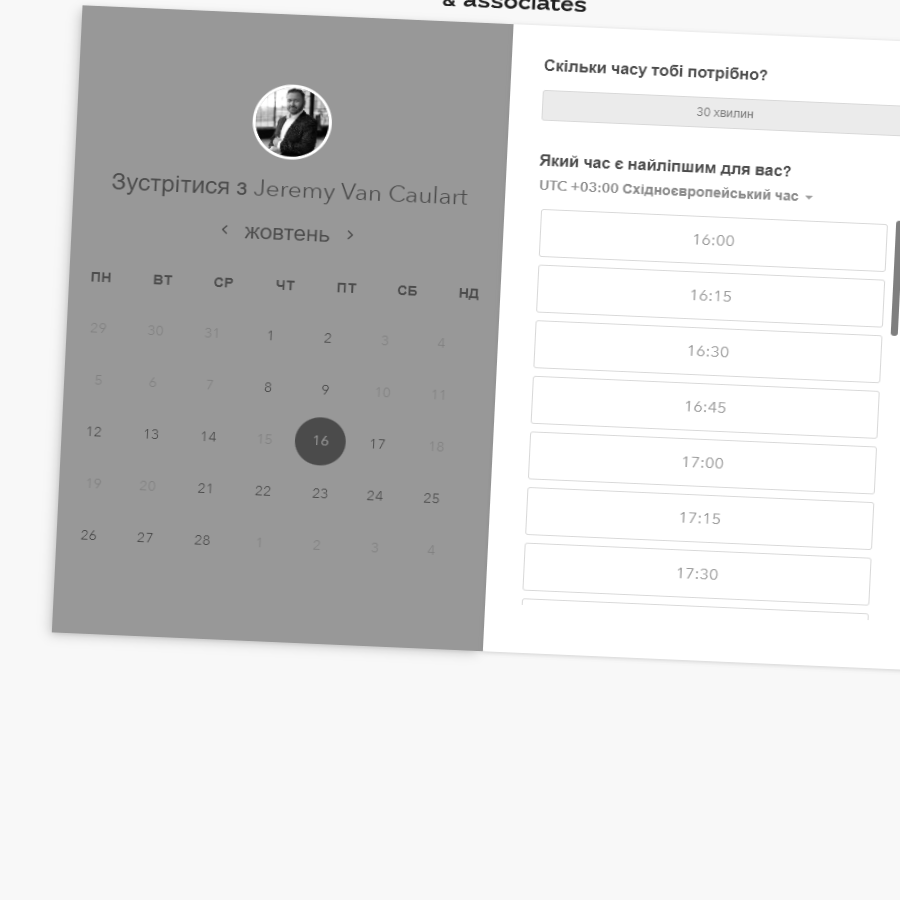 & associates
Зустрітися з Jeremy Van Caulart
жовтень
ПН ВТ СР ЧТ ПТ СБ НД
29 30 31 1 2 3 4
5 6 7 8 9 10 11
12 13 14 15 16 17 18
19 20 21 22 23 24 25
26 27 28 1 2 3 4
Скільки часу тобі потрібно?
30 хвилин
Який час є найліпшим для вас?
UTC +03:00 Східноєвропейський час
16:00
16:15
16:30
16:45
17:00
17:15
17:30